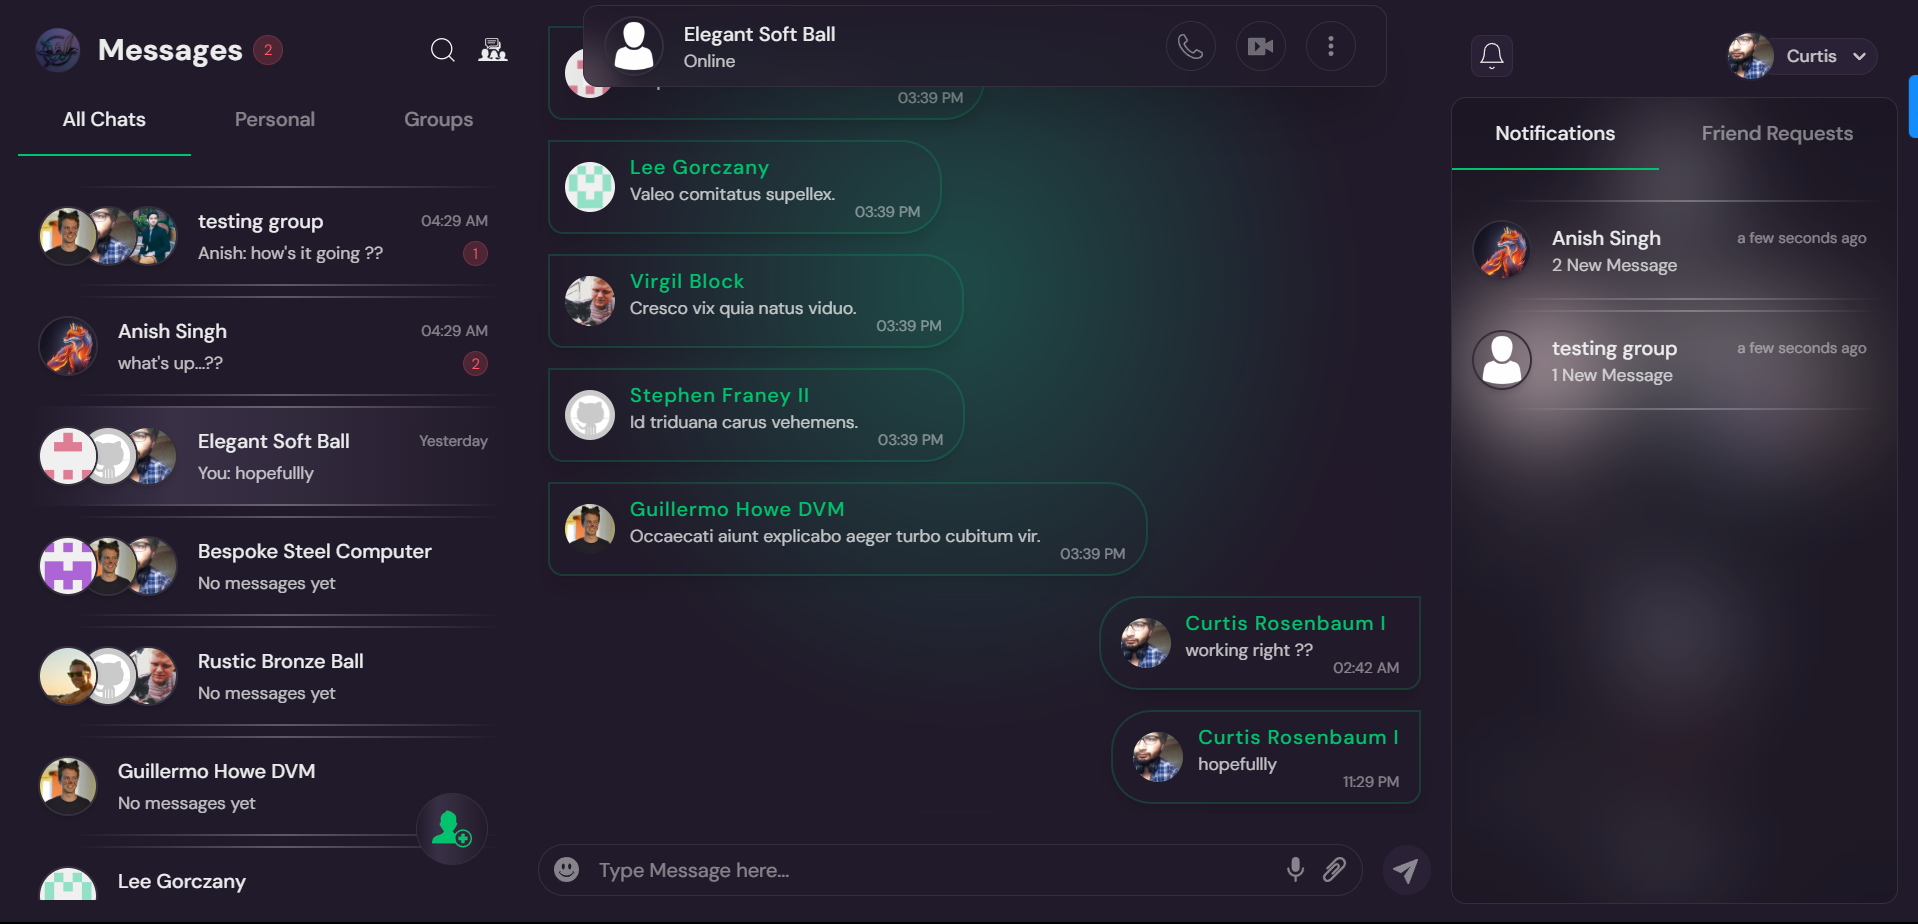 Messages
2
All Chats
Personal
Groups
testing group
04:29 AM
Anish: how's it going ??
1
Anish Singh
04:29 AM
what's up...??
2
Elegant Soft Ball
Yesterday
You: hopefullly
Bespoke Steel Computer
No messages yet
Rustic Bronze Ball
No messages yet
Guillermo Howe DVM
No messages yet
Lee Gorczany
Elegant Soft Ball
Online
03:39 PM
Lee Gorczany
Valeo comitatus supellex.
03:39 PM
Virgil Block
Cresco vix quia natus viduo.
03:39 PM
Stephen Franey II
Id triduana carus vehemens.
03:39 PM
Guillermo Howe DVM
Occaecati aiunt explicabo aeger turbo cubitum vir.
03:39 PM
Curtis Rosenbaum I
working right ??
02:42 AM
Curtis Rosenbaum I
hopefullly
11:29 PM
Type Message here...
Curtis
Notifications
Friend Requests
Anish Singh
a few seconds ago
2 New Message
testing group
a few seconds ago
1 New Message